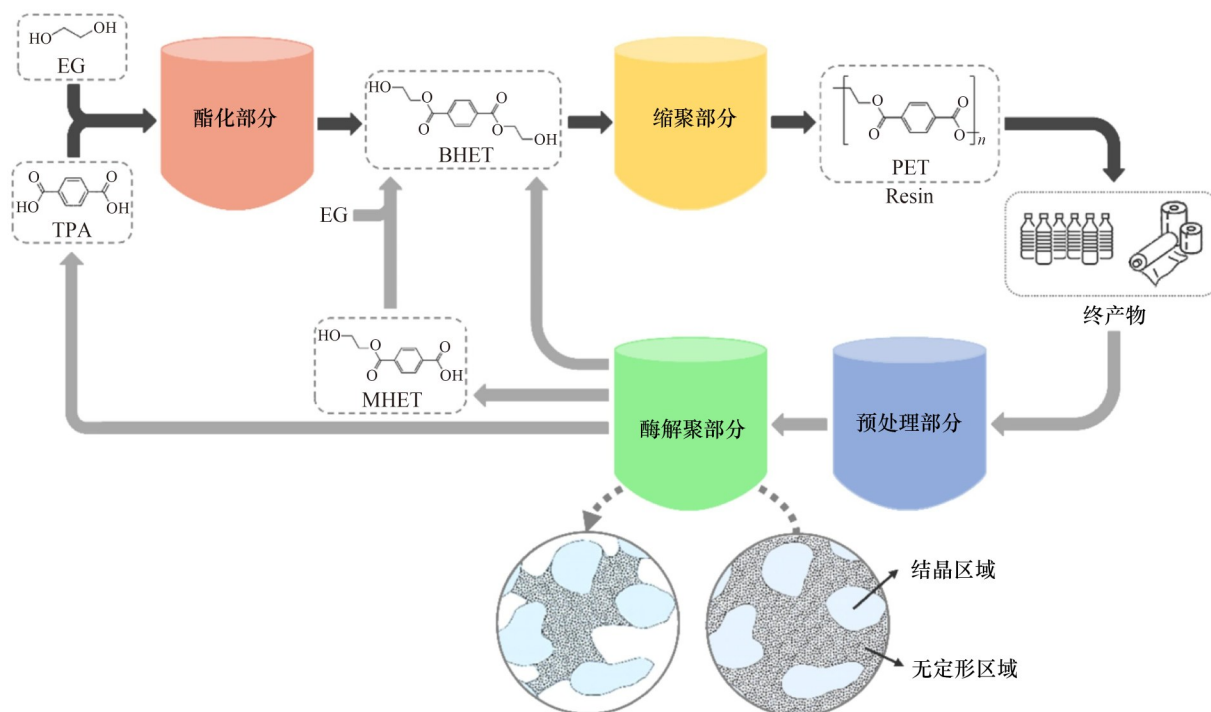 HO
OH
EG
酯化部分
HO
O
O
O
O
OH
BHET
缩聚部分
O
O
O
O
n
PET
Resin
O
O
HO
OH
TPA
EG
HO
O
O
O
OH
MHET
终产物
酶解聚部分
预处理部分
结晶区域
无定形区域